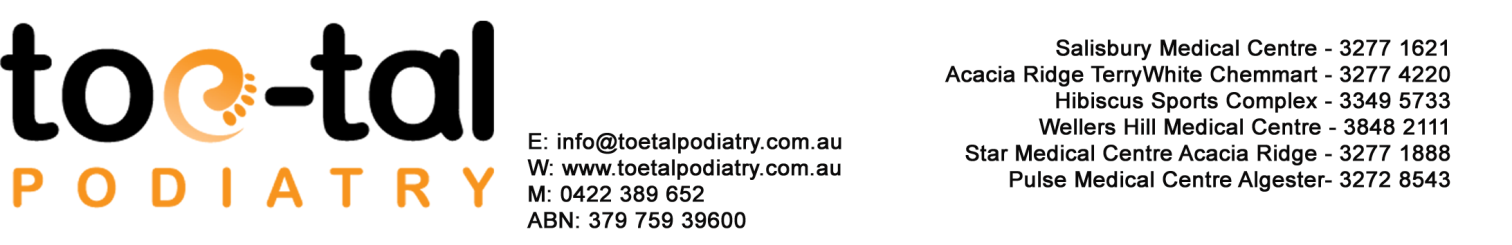 toe-tal
PODIATRY
E: info@toetalpodiatry.com.au
W: www.toetalpodiatry.com.au
M: 0422 389 652
ABN: 379 759 39600
Salisbury Medical Centre - 3277 1621
Acacia Ridge TerryWhite Chemmart - 3277 4220
Hibiscus Sports Complex - 3349 5733
Wellers Hill Medical Centre - 3848 2111
Star Medical Centre Acacia Ridge - 3277 1888
Pulse Medical Centre Algester- 3272 8543